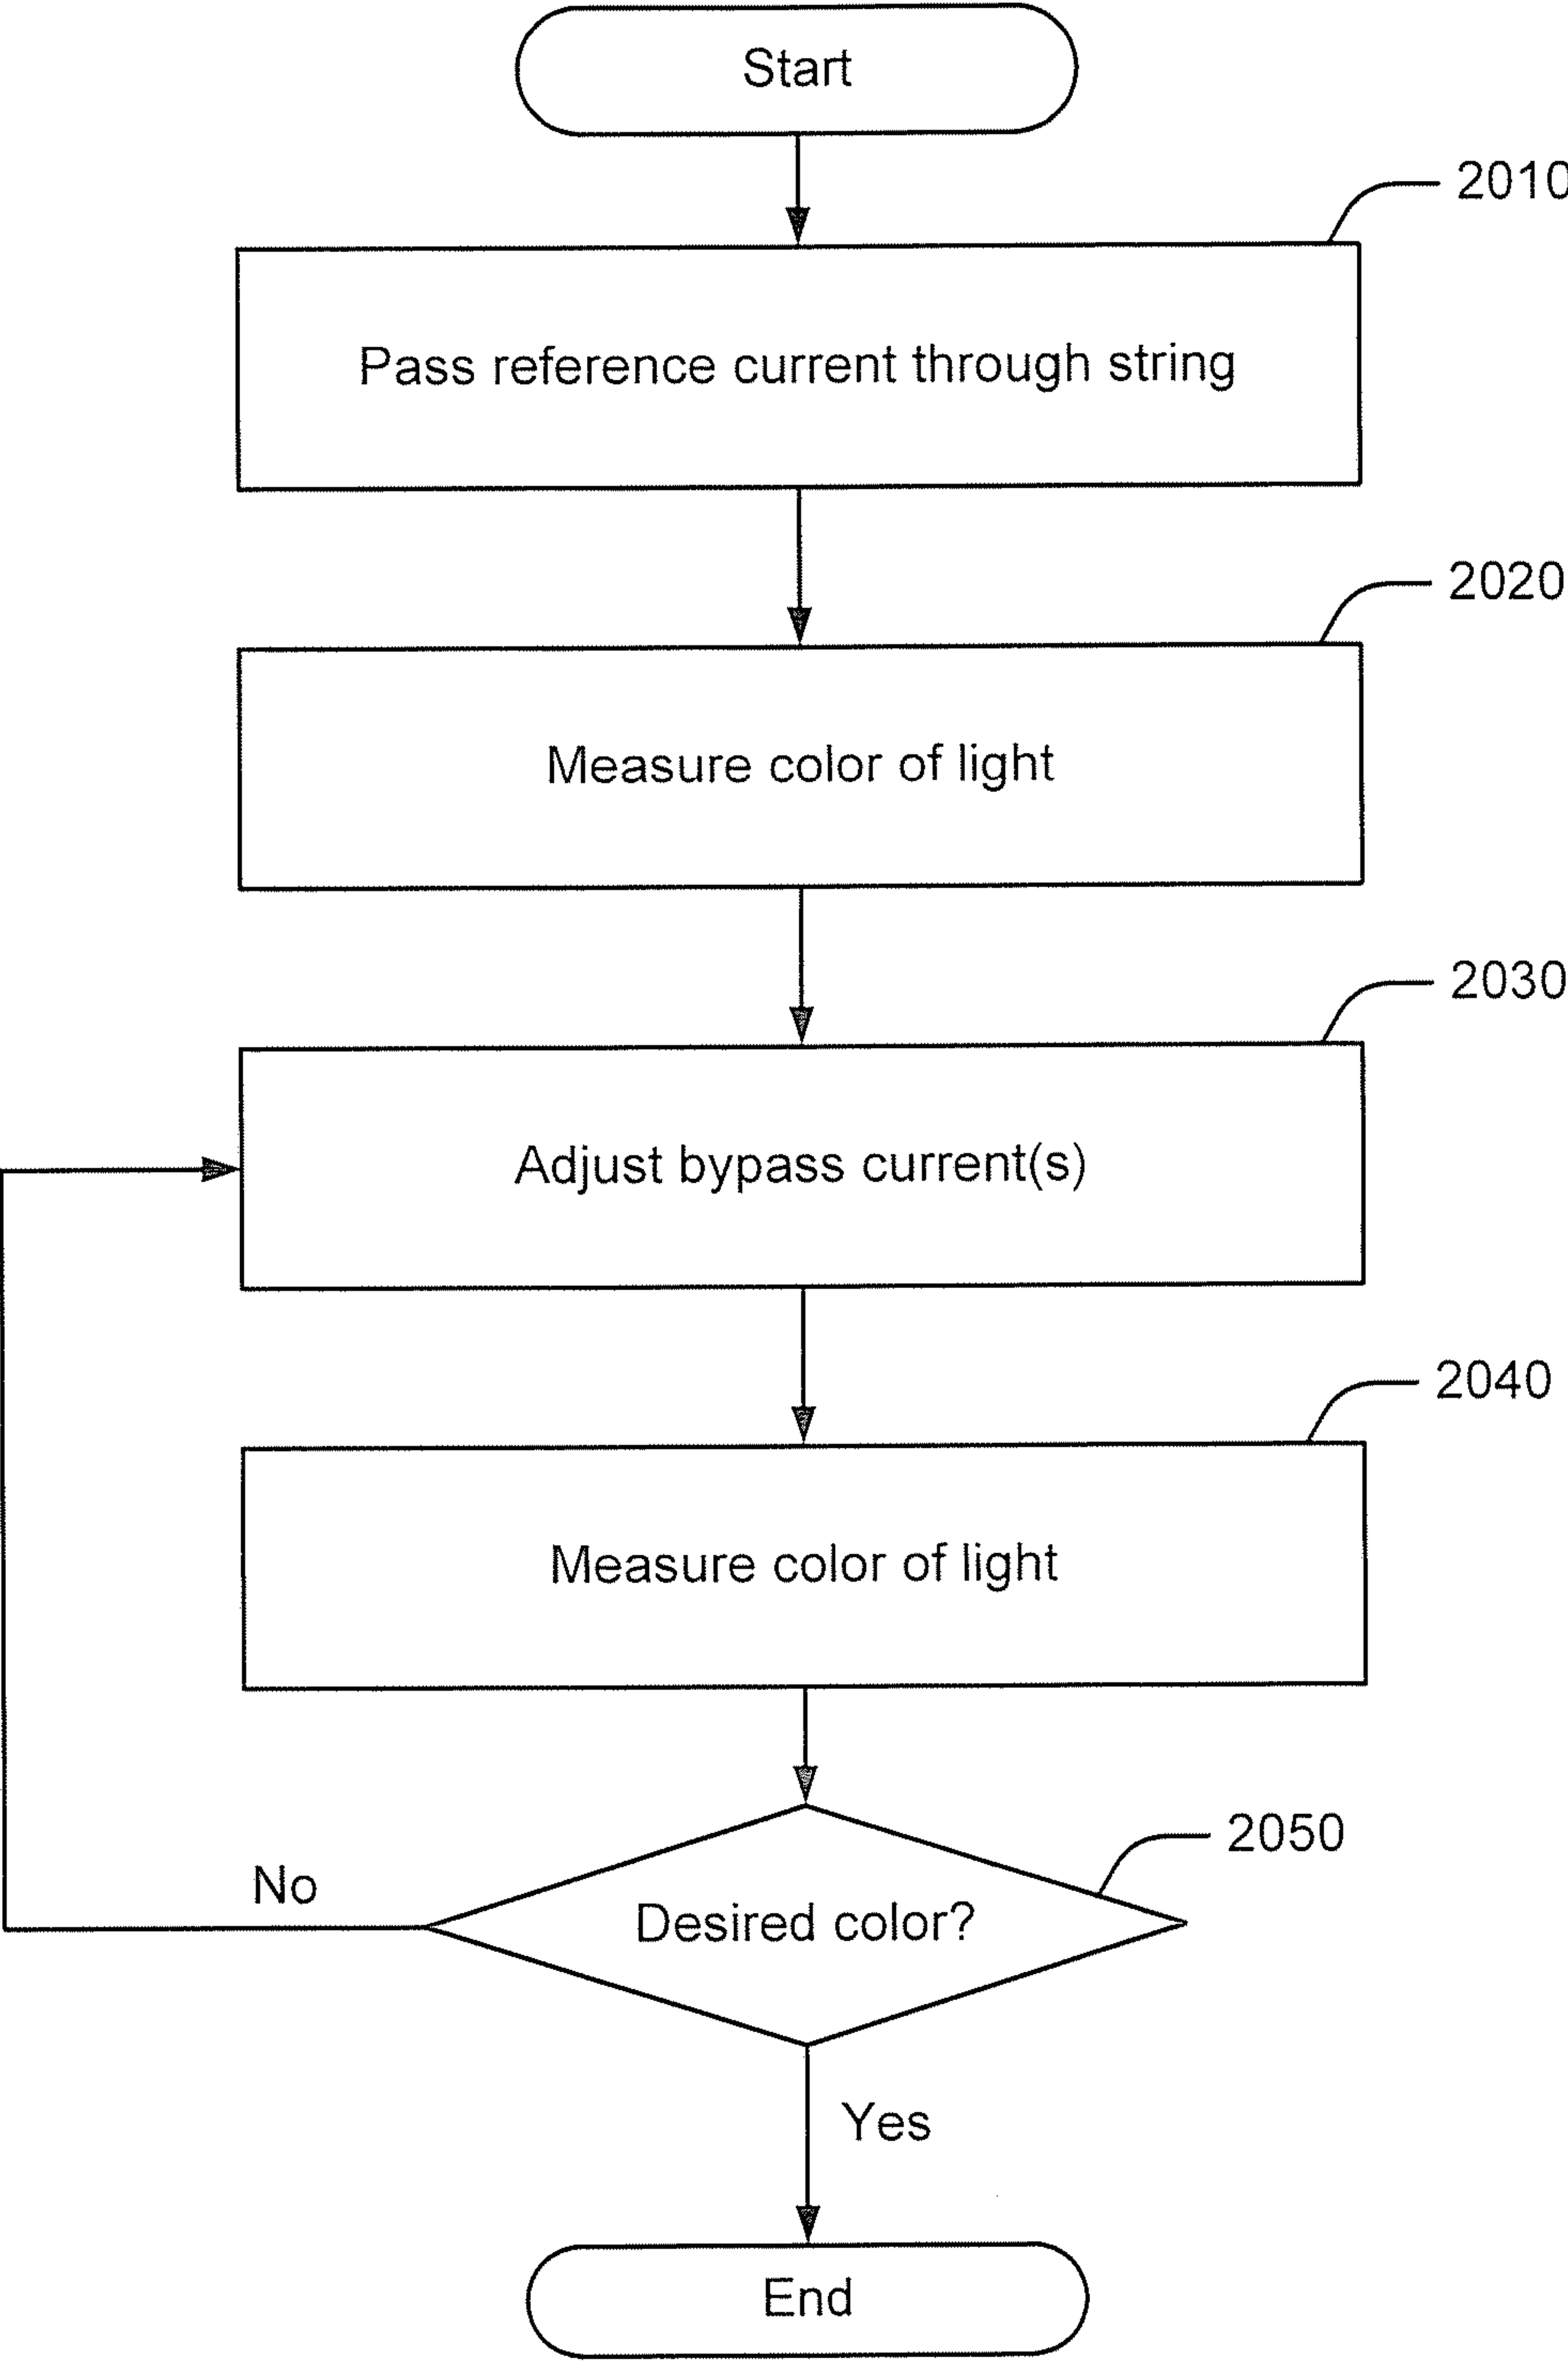 Start
2010
Pass reference current through string
2020
Measure color of light
2030
Adjust bypass current(s)
2040
Measure color of light
2050
No
Desired color?
Yes
End